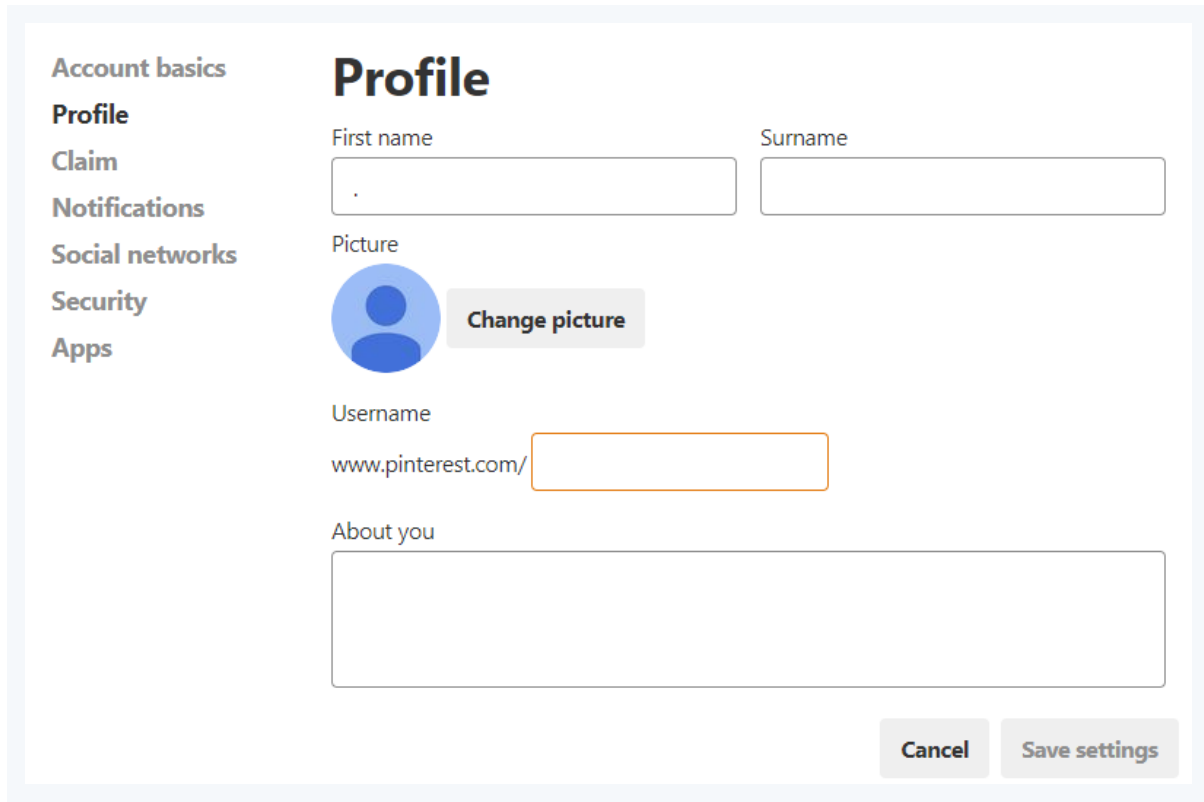 Account basics
Profile
Claim
Notifications
Social networks
Security
Apps
Profile
First name
Surname
.
Picture
Change picture
Username
www.pinterest.com/
About you
Cancel
Save settings